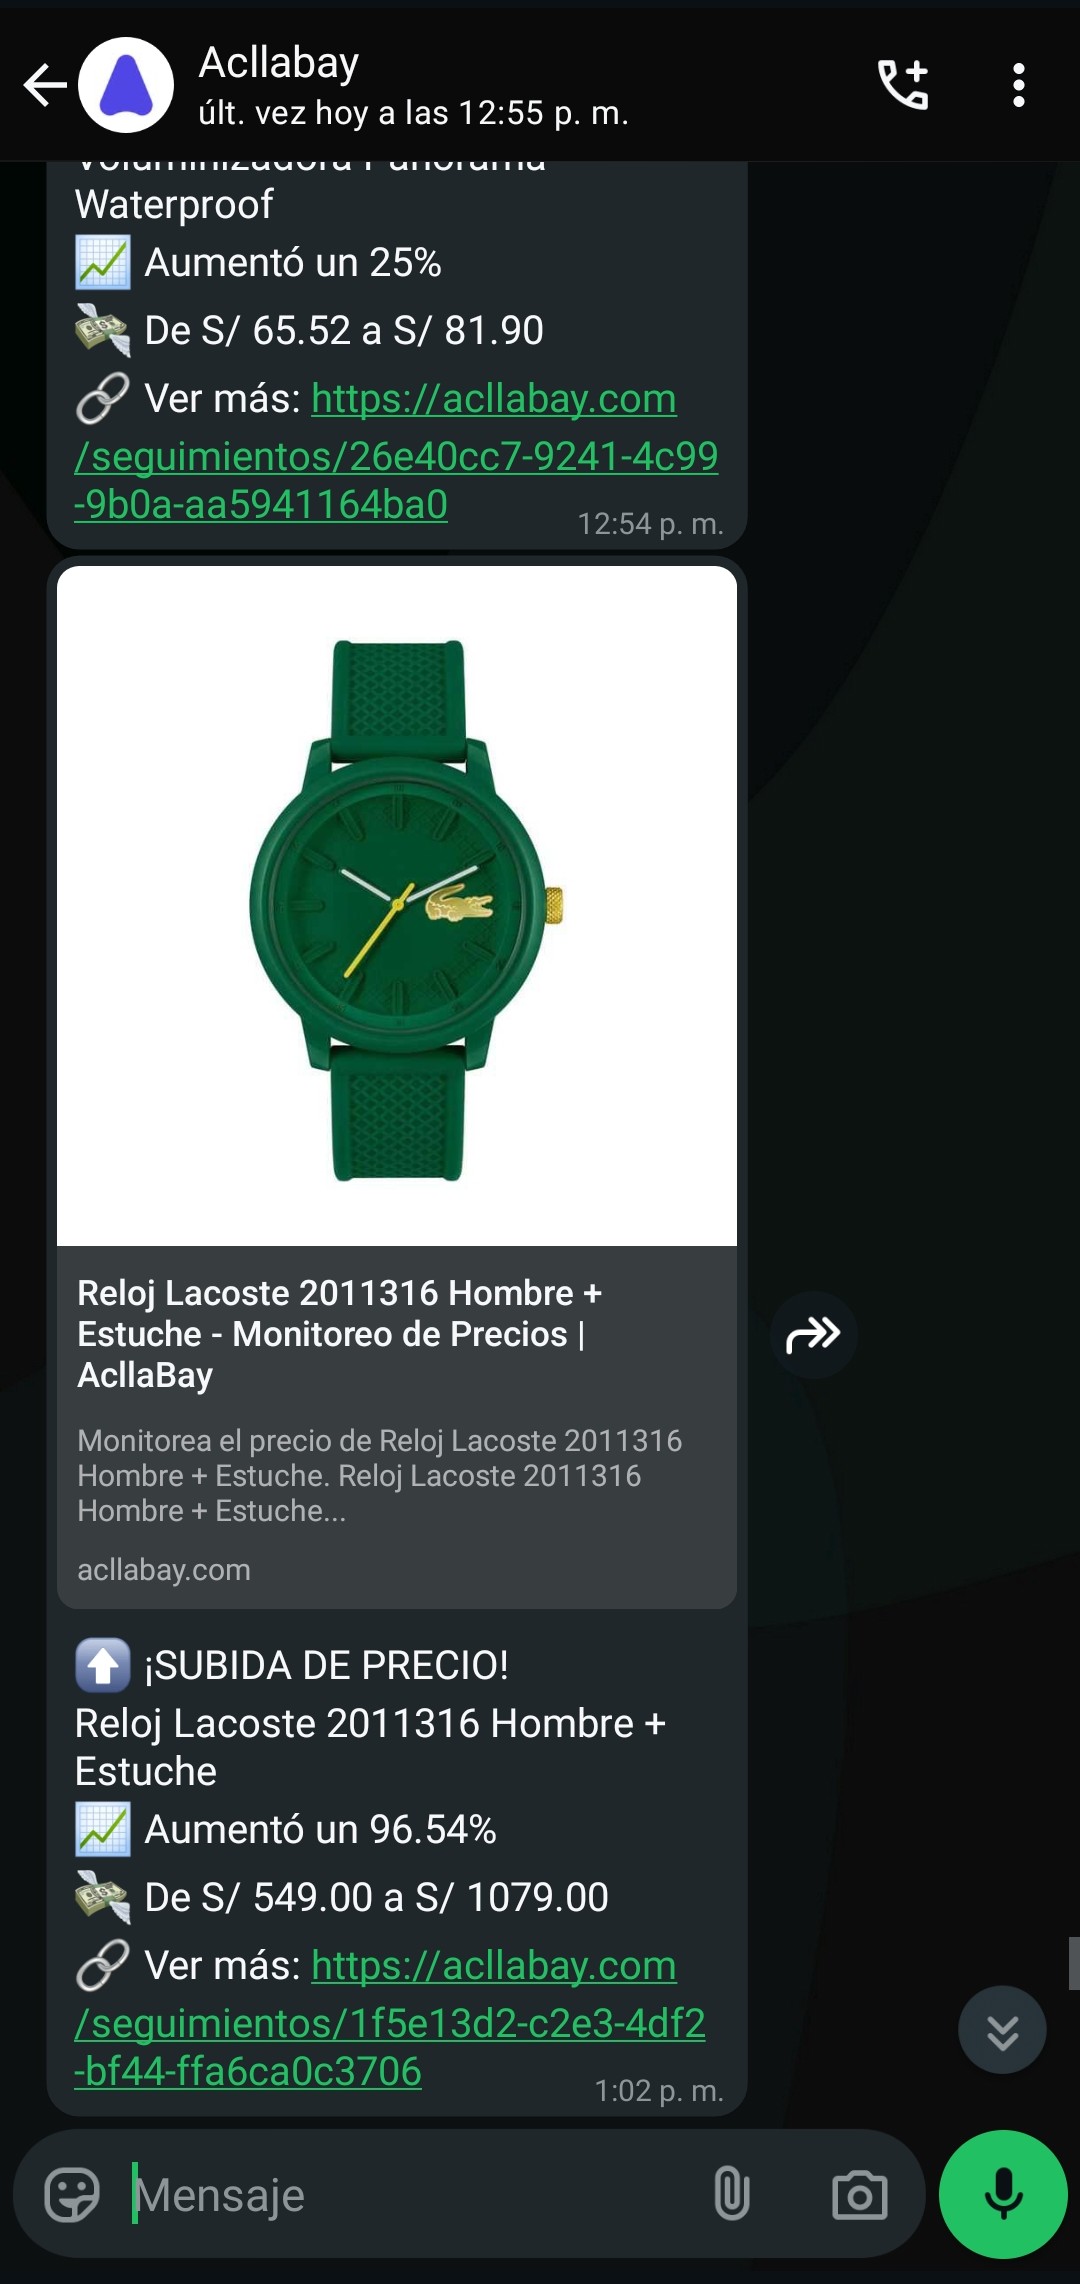 Acllabay
últ. vez hoy a las 12:55 p. m.
Voluminizadora Panorama
Waterproof
Aumentó un 25%
De S/ 65.52 a S/ 81.90
Ver más: https://acllabay.com
/seguimientos/26e40cc7-9241-4c99
-9b0a-aa5941164ba0
12:54 p. m.
Reloj Lacoste 2011316 Hombre +
Estuche - Monitoreo de Precios |
AcllaBay
Monitorea el precio de Reloj Lacoste 2011316
Hombre + Estuche. Reloj Lacoste 2011316
Hombre + Estuche...
acllabay.com
¡SUBIDA DE PRECIO!
Reloj Lacoste 2011316 Hombre +
Estuche
Aumentó un 96.54%
De S/ 549.00 a S/ 1079.00
Ver más: https://acllabay.com
/seguimientos/1f5e13d2-c2e3-4df2
-bf44-ffa6ca0c3706
1:02 p. m.
Mensaje